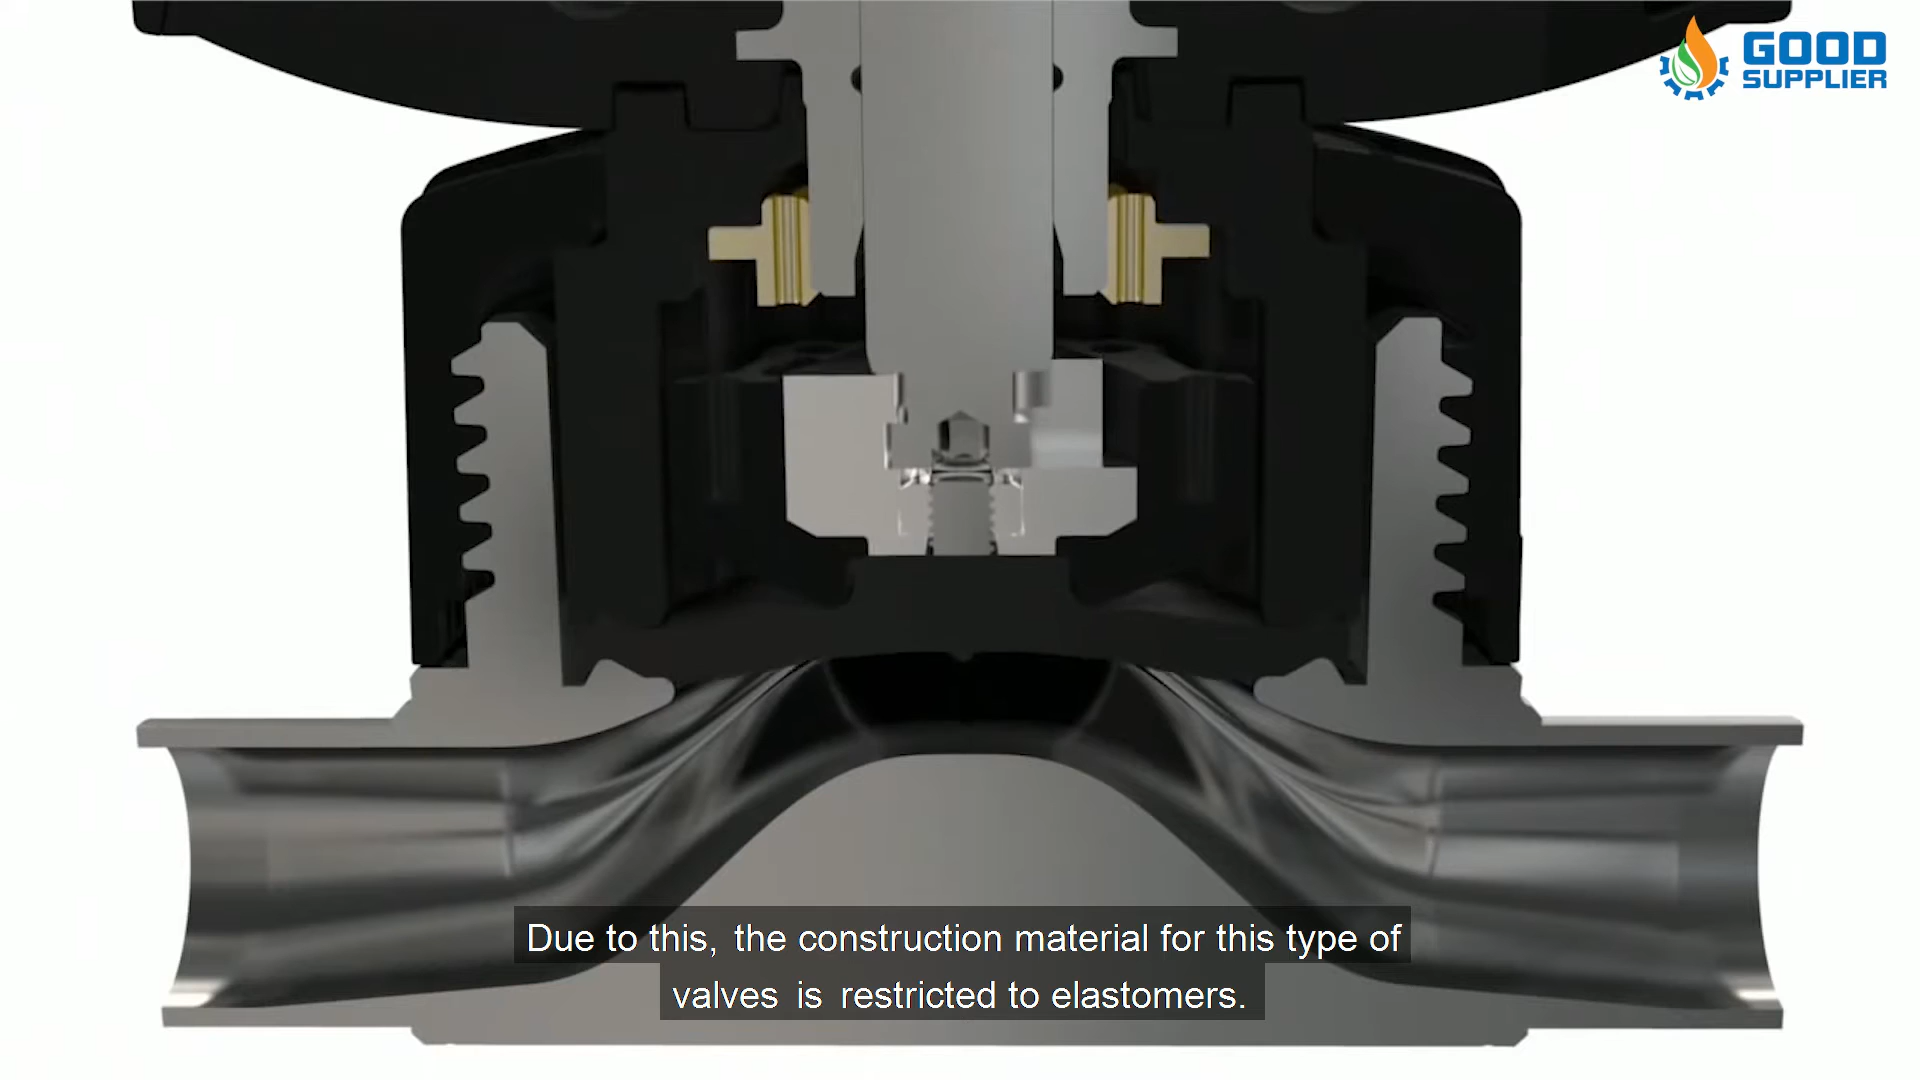 GOOD
SUPPLIER
Due to this, the construction material for this type of
valves is restricted to elastomers.